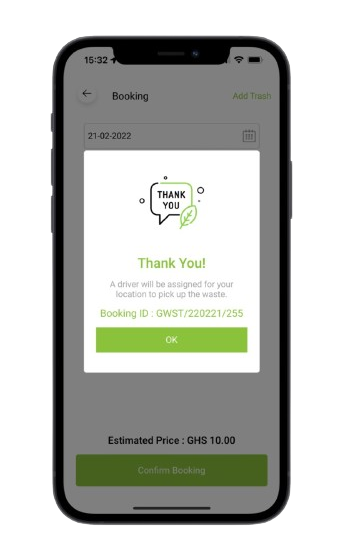 15:32
Booking
Add Trash
21-02-2022
THANK
YOU
Thank You!
A driver will be assigned for your
location to pick up the waste.
Booking ID : GWST/220221/255
OK
Estimated Price : GHS 10.00
Confirm Booking